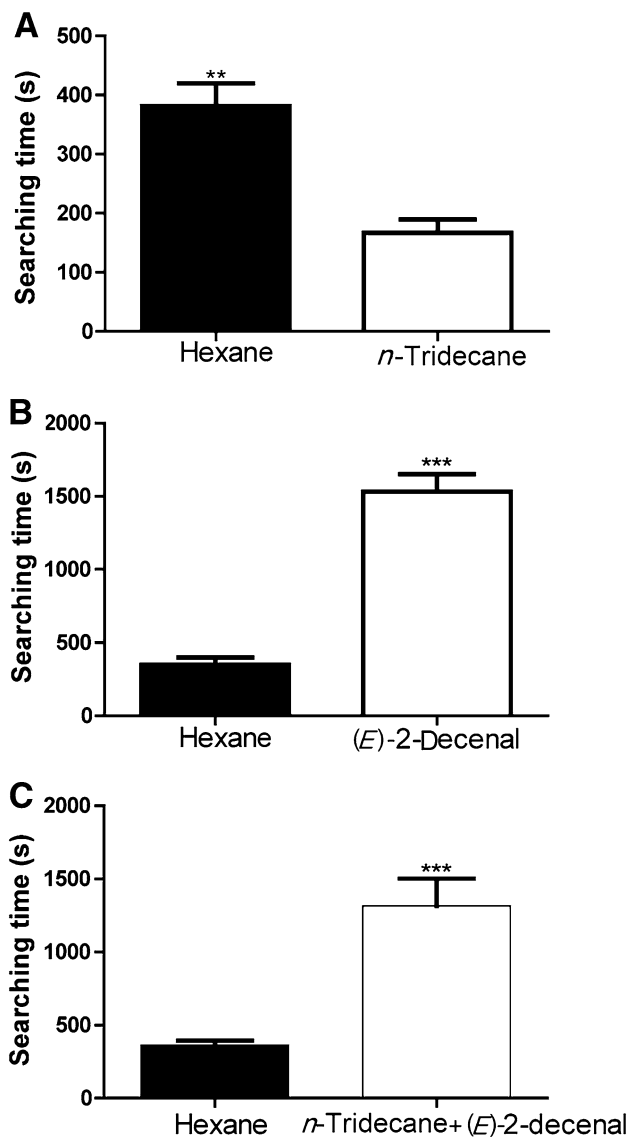 A
Searching time (s)
500
400
300
200
100
0
**
Hexane
n-Tridecane
B
Searching time (s)
2000
1500
1000
500
0
***
Hexane
(E)-2-Decenal
C
Searching time (s)
2000
1500
1000
500
0
***
Hexane
n-Tridecane+(E)-2-decenal